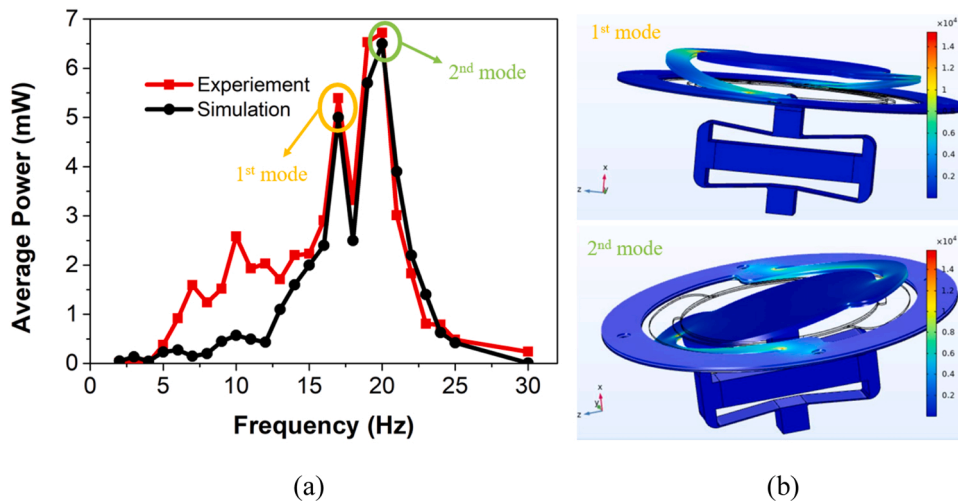 7
6
5
4
3
2
1
0
Average Power (mW)
Experiement
Simulation
1st mode
2nd mode
0 5 10 15 20 25 30
Frequency (Hz)
(a)
1st mode
×10⁴
1.4
1.2
1
0.8
0.6
0.4
0.2
x
y
z
2nd mode
×10⁴
1.4
1.2
1
0.8
0.6
0.4
0.2
x
y
z
(b)